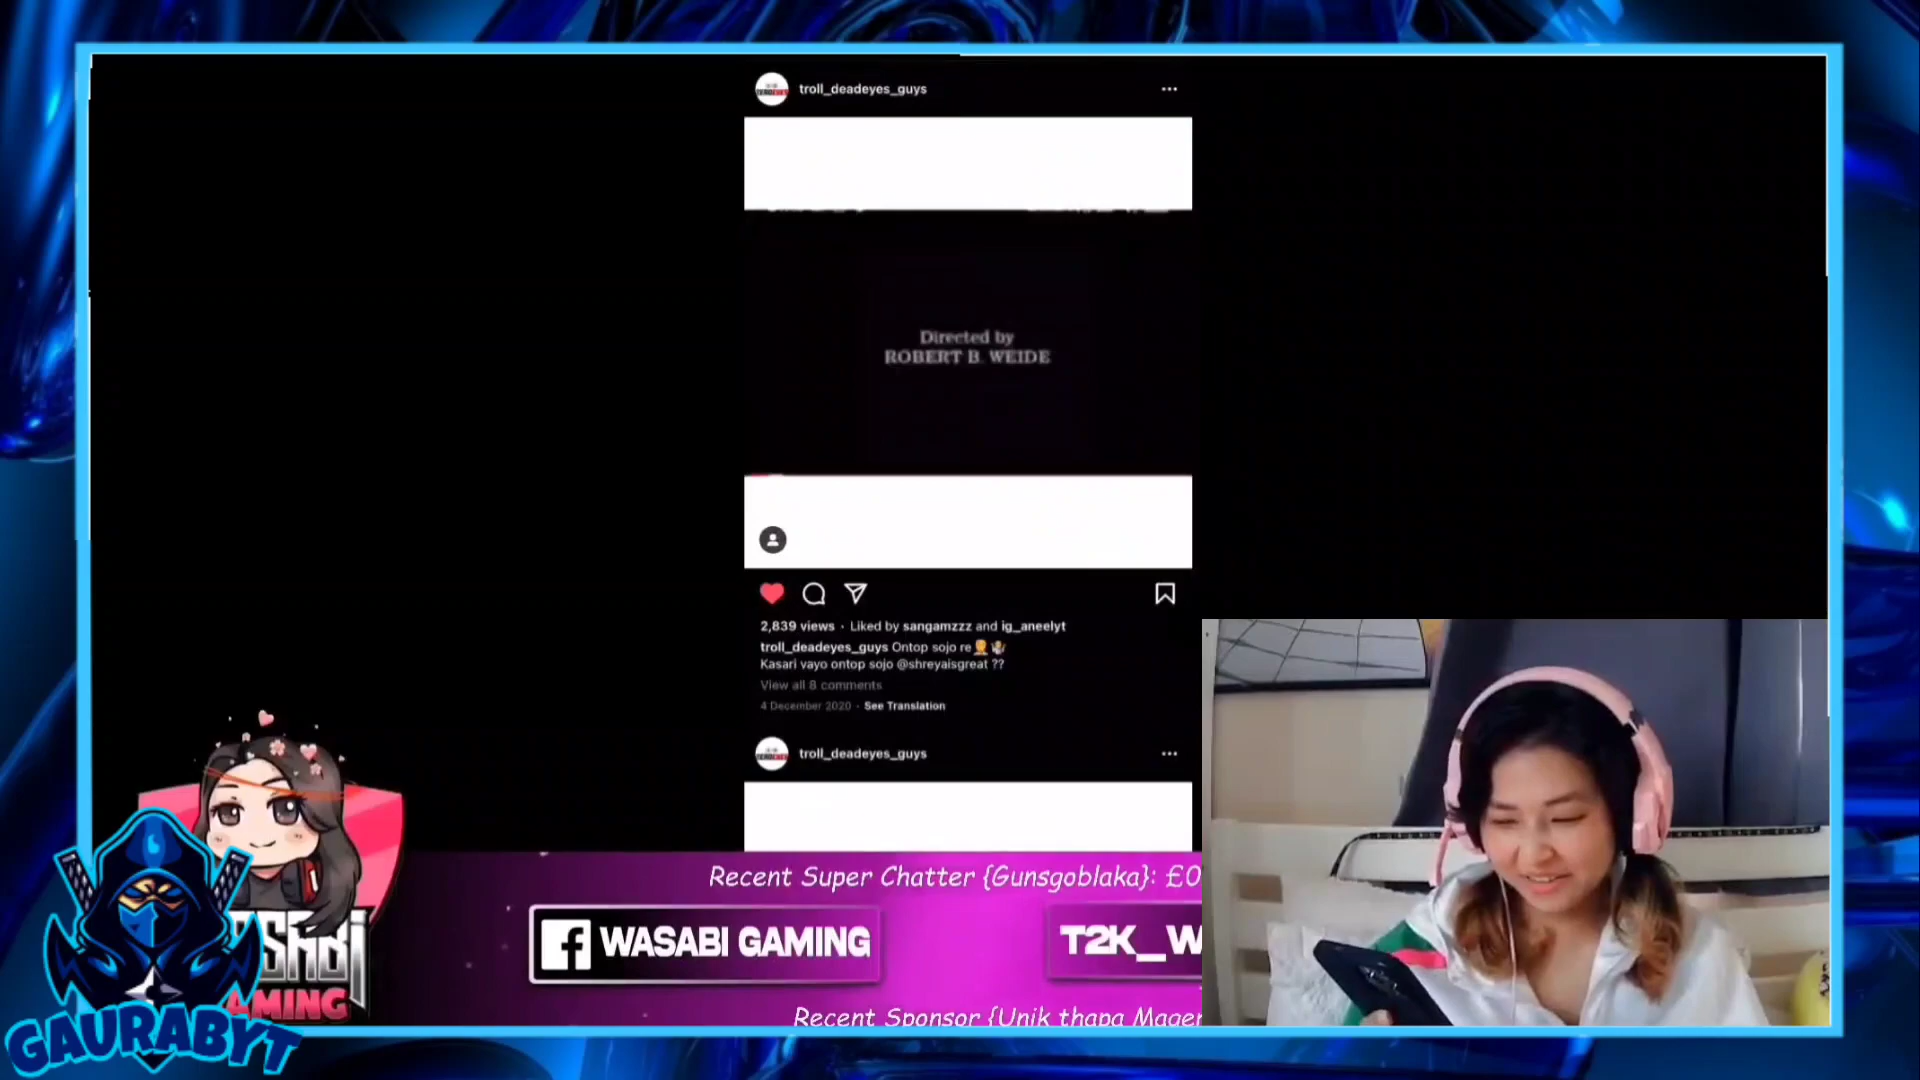 troll_deadeyes_guys
Directed by
ROBERT B. WEIDE
2,839 views · Liked by sangamzzz and ig_aneelyt
troll_deadeyes_guys Ontop sojo re
Kasari vayo ontop sojo @shreyaisgreat ??
View all 8 comments
4 December 2020 · See Translation
troll_deadeyes_guys
Recent Super Chatter {Gunsgoblaka}: £0
WASABI GAMING
T2K_W
Recent Sponsor {Unik thapa Mager
GAMING
GAURABYT